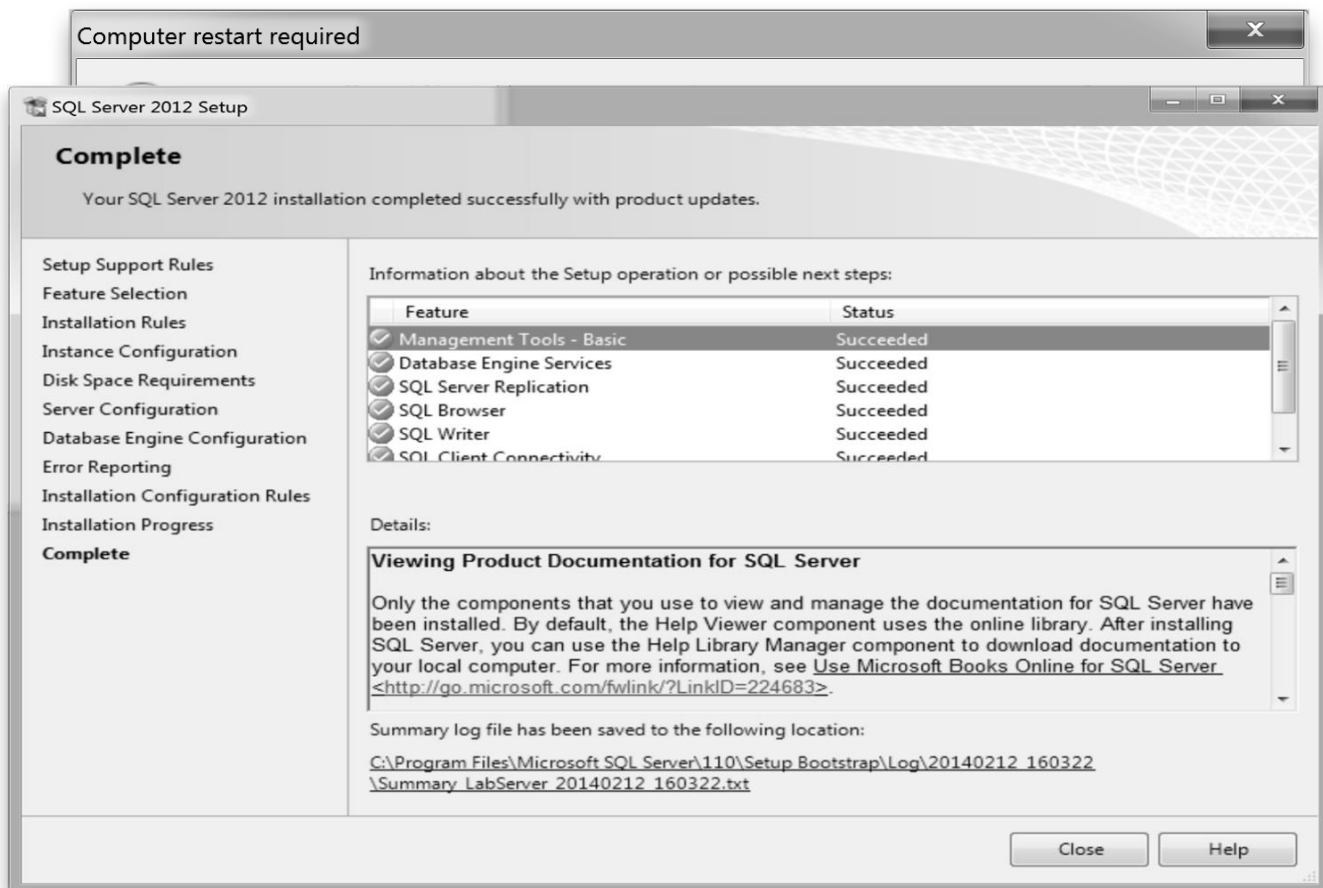 Computer restart required
SQL Server 2012 Setup
Complete
Your SQL Server 2012 installation completed successfully with product updates.
Setup Support Rules
Feature Selection
Installation Rules
Instance Configuration
Disk Space Requirements
Server Configuration
Database Engine Configuration
Error Reporting
Installation Configuration Rules
Installation Progress
Complete
Information about the Setup operation or possible next steps:
Feature Status
Management Tools - Basic Succeeded
Database Engine Services Succeeded
SQL Server Replication Succeeded
SQL Browser Succeeded
SQL Writer Succeeded
SQL Client Connectivity Succeeded
Details:
Viewing Product Documentation for SQL Server
Only the components that you use to view and manage the documentation for SQL Server have
been installed. By default, the Help Viewer component uses the online library. After installing
SQL Server, you can use the Help Library Manager component to download documentation to
your local computer. For more information, see Use Microsoft Books Online for SQL Server
<http://go.microsoft.com/fwlink/?LinkID=224683>.
Summary log file has been saved to the following location:
C:\Program Files\Microsoft SQL Server\110\Setup Bootstrap\Log\20140212_160322
\Summary_LabServer_20140212_160322.txt
Close Help